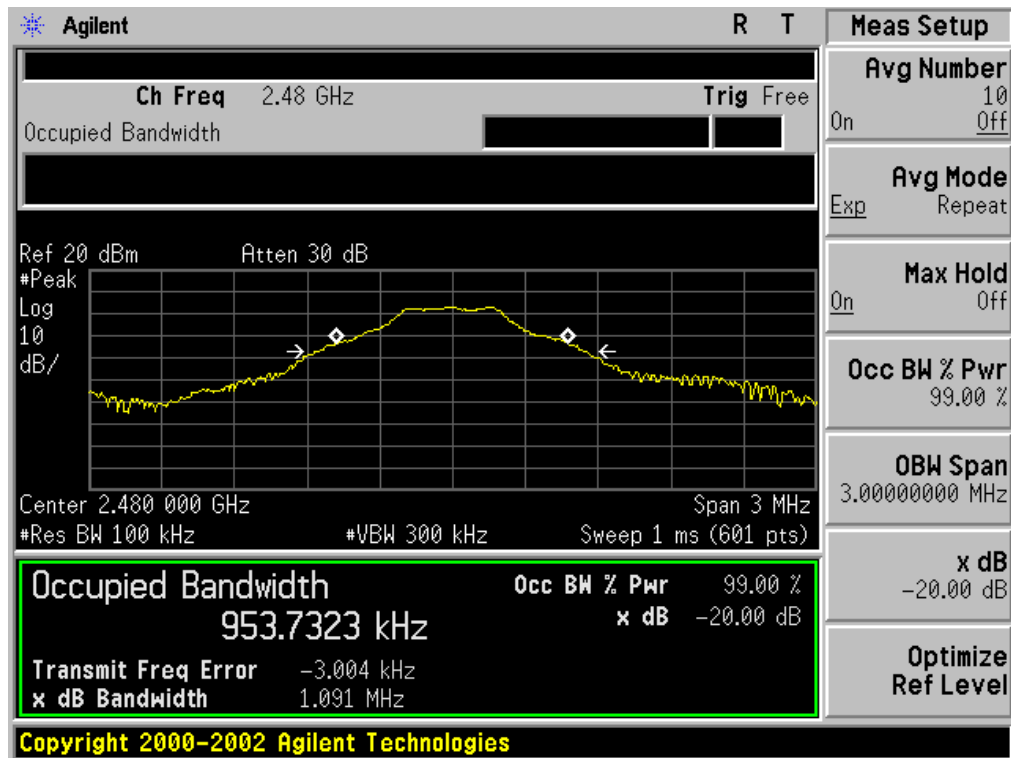 Agilent R T
Ch Freq 2.48 GHz Trig Free
Occupied Bandwidth
Ref 20 dBm Atten 30 dB
#Peak
Log
10
dB/
Center 2.480 000 GHz Span 3 MHz
#Res BW 100 kHz #VBW 300 kHz Sweep 1 ms (601 pts)
Occupied Bandwidth Occ BW % Pwr 99.00 %
953.7323 kHz x dB -20.00 dB
Transmit Freq Error -3.004 kHz
x dB Bandwidth 1.091 MHz
Copyright 2000-2002 Agilent Technologies
Meas Setup
Avg Number
10
On Off
Avg Mode
Exp Repeat
Max Hold
On Off
Occ BW % Pwr
99.00 %
OBW Span
3.00000000 MHz
x dB
-20.00 dB
Optimize
Ref Level